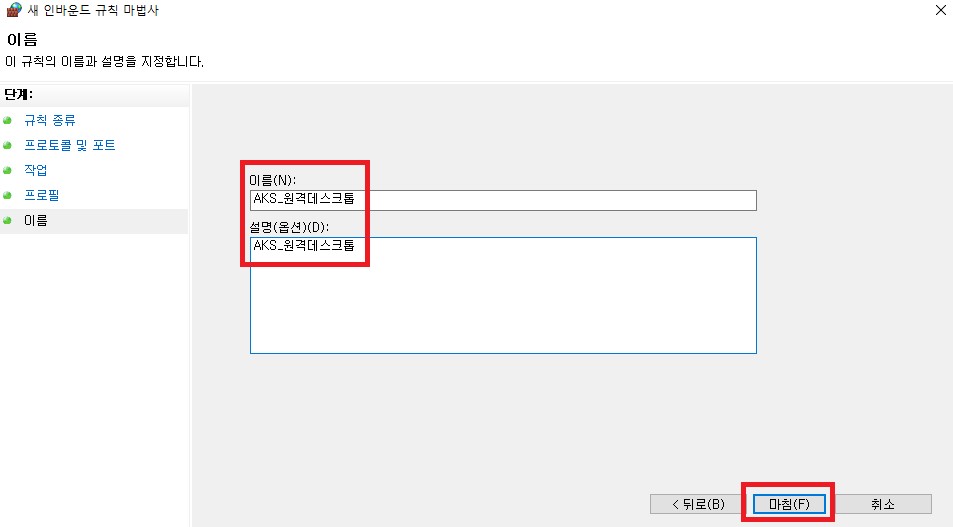 새 인바운드 규칙 마법사
이름
이 규칙의 이름과 설명을 지정합니다.
단계:
규칙 종류
프로토콜 및 포트
작업
프로필
이름
이름(N):
AKS_원격데스크톱
설명(옵션)(D):
AKS_원격데스크톱
< 뒤로(B)
마침(F)
취소